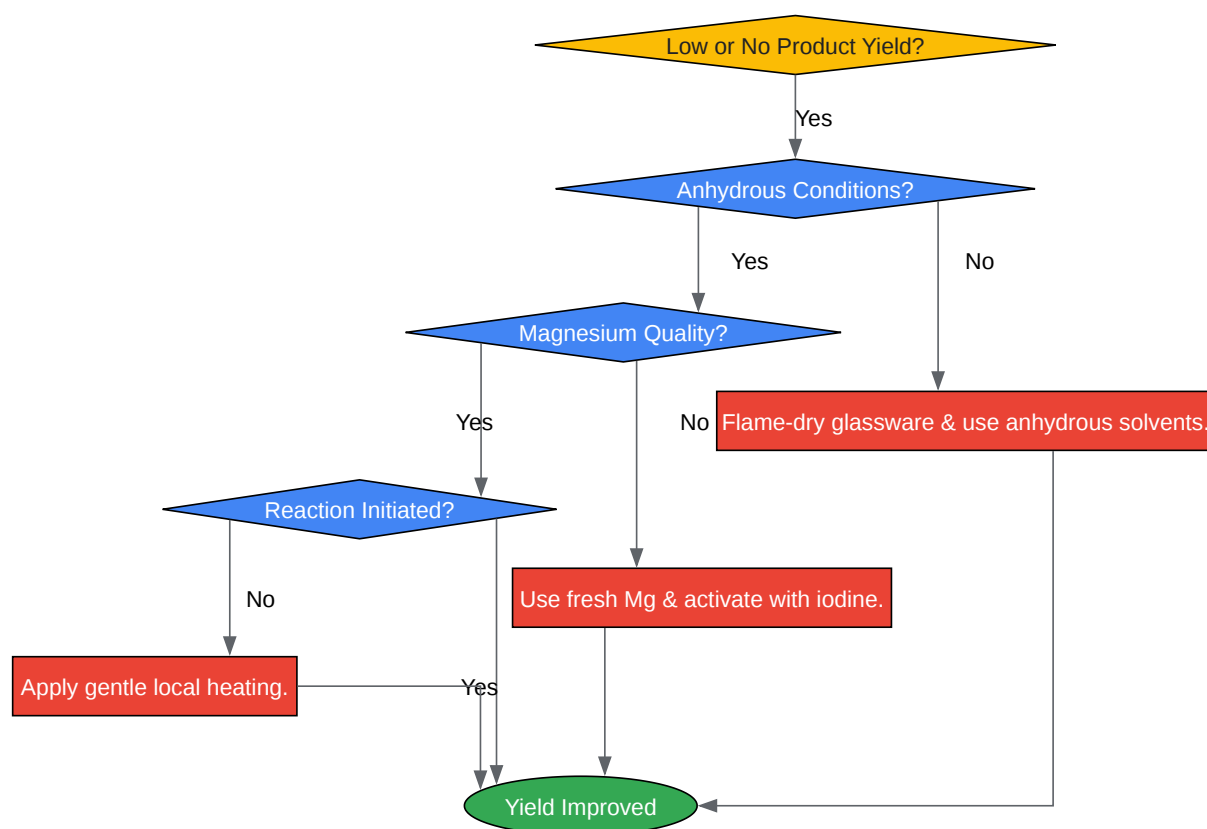 Low or No Product Yield?
Yes
Anhydrous Conditions?
Yes
No
Magnesium Quality?
Yes
No
Flame-dry glassware & use anhydrous solvents.
Reaction Initiated?
No
Use fresh Mg & activate with iodine.
Apply gentle local heating.
Yes
Yield Improved